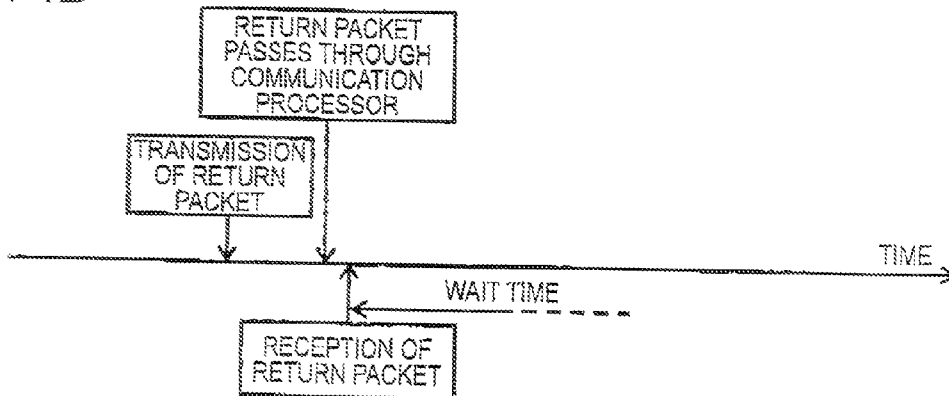 RETURN PACKET
PASSES THROUGH
COMMUNICATION
PROCESSOR
TRANSMISSION
OF RETURN
PACKET
TIME
WAIT TIME
RECEPTION OF
RETURN PACKET